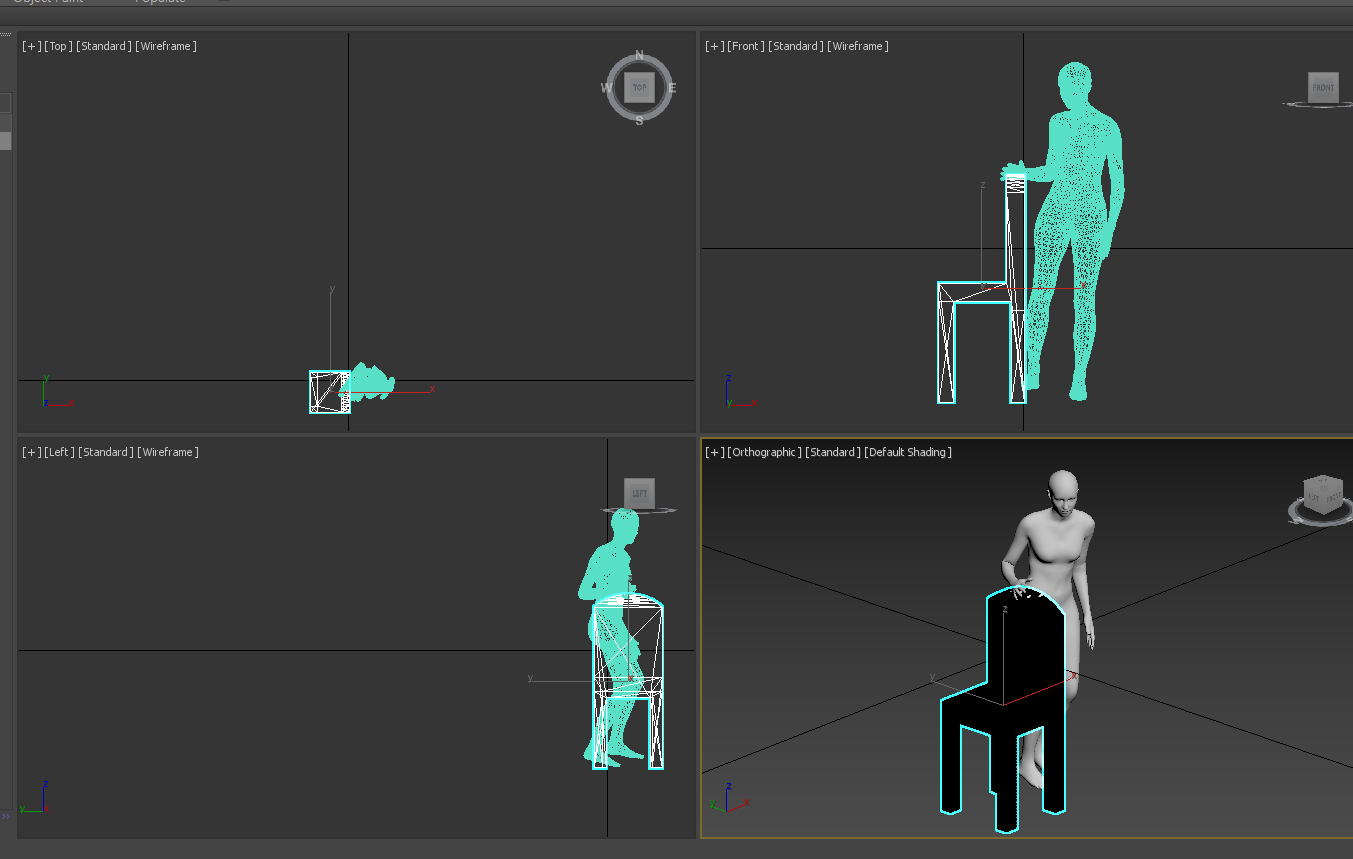 Object Paint Populate
[+] [Top] [Standard] [Wireframe]
N
W TOP E
S
y
x
y
z x
[+] [Front] [Standard] [Wireframe]
FRONT
z
x
z
y x
[+] [Left] [Standard] [Wireframe]
LEFT
z
y x
z
y x
[+] [Orthographic] [Standard] [Default Shading]
z
y x
z
y x